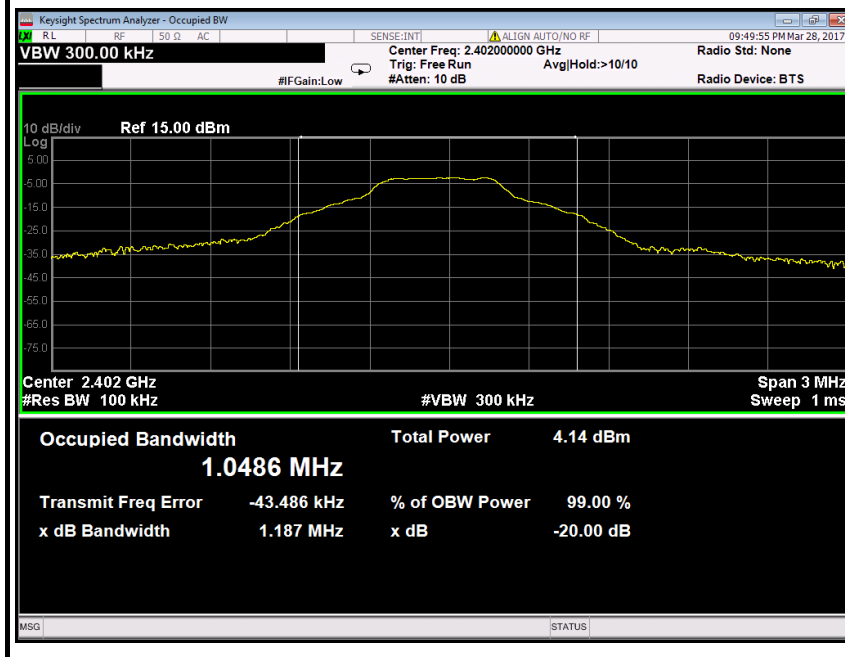 Keysight Spectrum Analyzer - Occupied BW
LXI RL RF 50 Ω AC SENSE:INT ALIGN AUTO/NO RF 09:49:55 PM Mar 28, 2017
VBW 300.00 kHz
Center Freq: 2.402000000 GHz
Radio Std: None
Trig: Free Run Avg|Hold:>10/10
#IFGain:Low #Atten: 10 dB
Radio Device: BTS
10 dB/div Ref 15.00 dBm
Log
5.00
-5.00
-15.0
-25.0
-35.0
-45.0
-55.0
-65.0
-75.0
Center 2.402 GHz Span 3 MHz
#Res BW 100 kHz #VBW 300 kHz Sweep 1 ms
Occupied Bandwidth Total Power 4.14 dBm
1.0486 MHz
Transmit Freq Error -43.486 kHz % of OBW Power 99.00 %
x dB Bandwidth 1.187 MHz x dB -20.00 dB
MSG STATUS